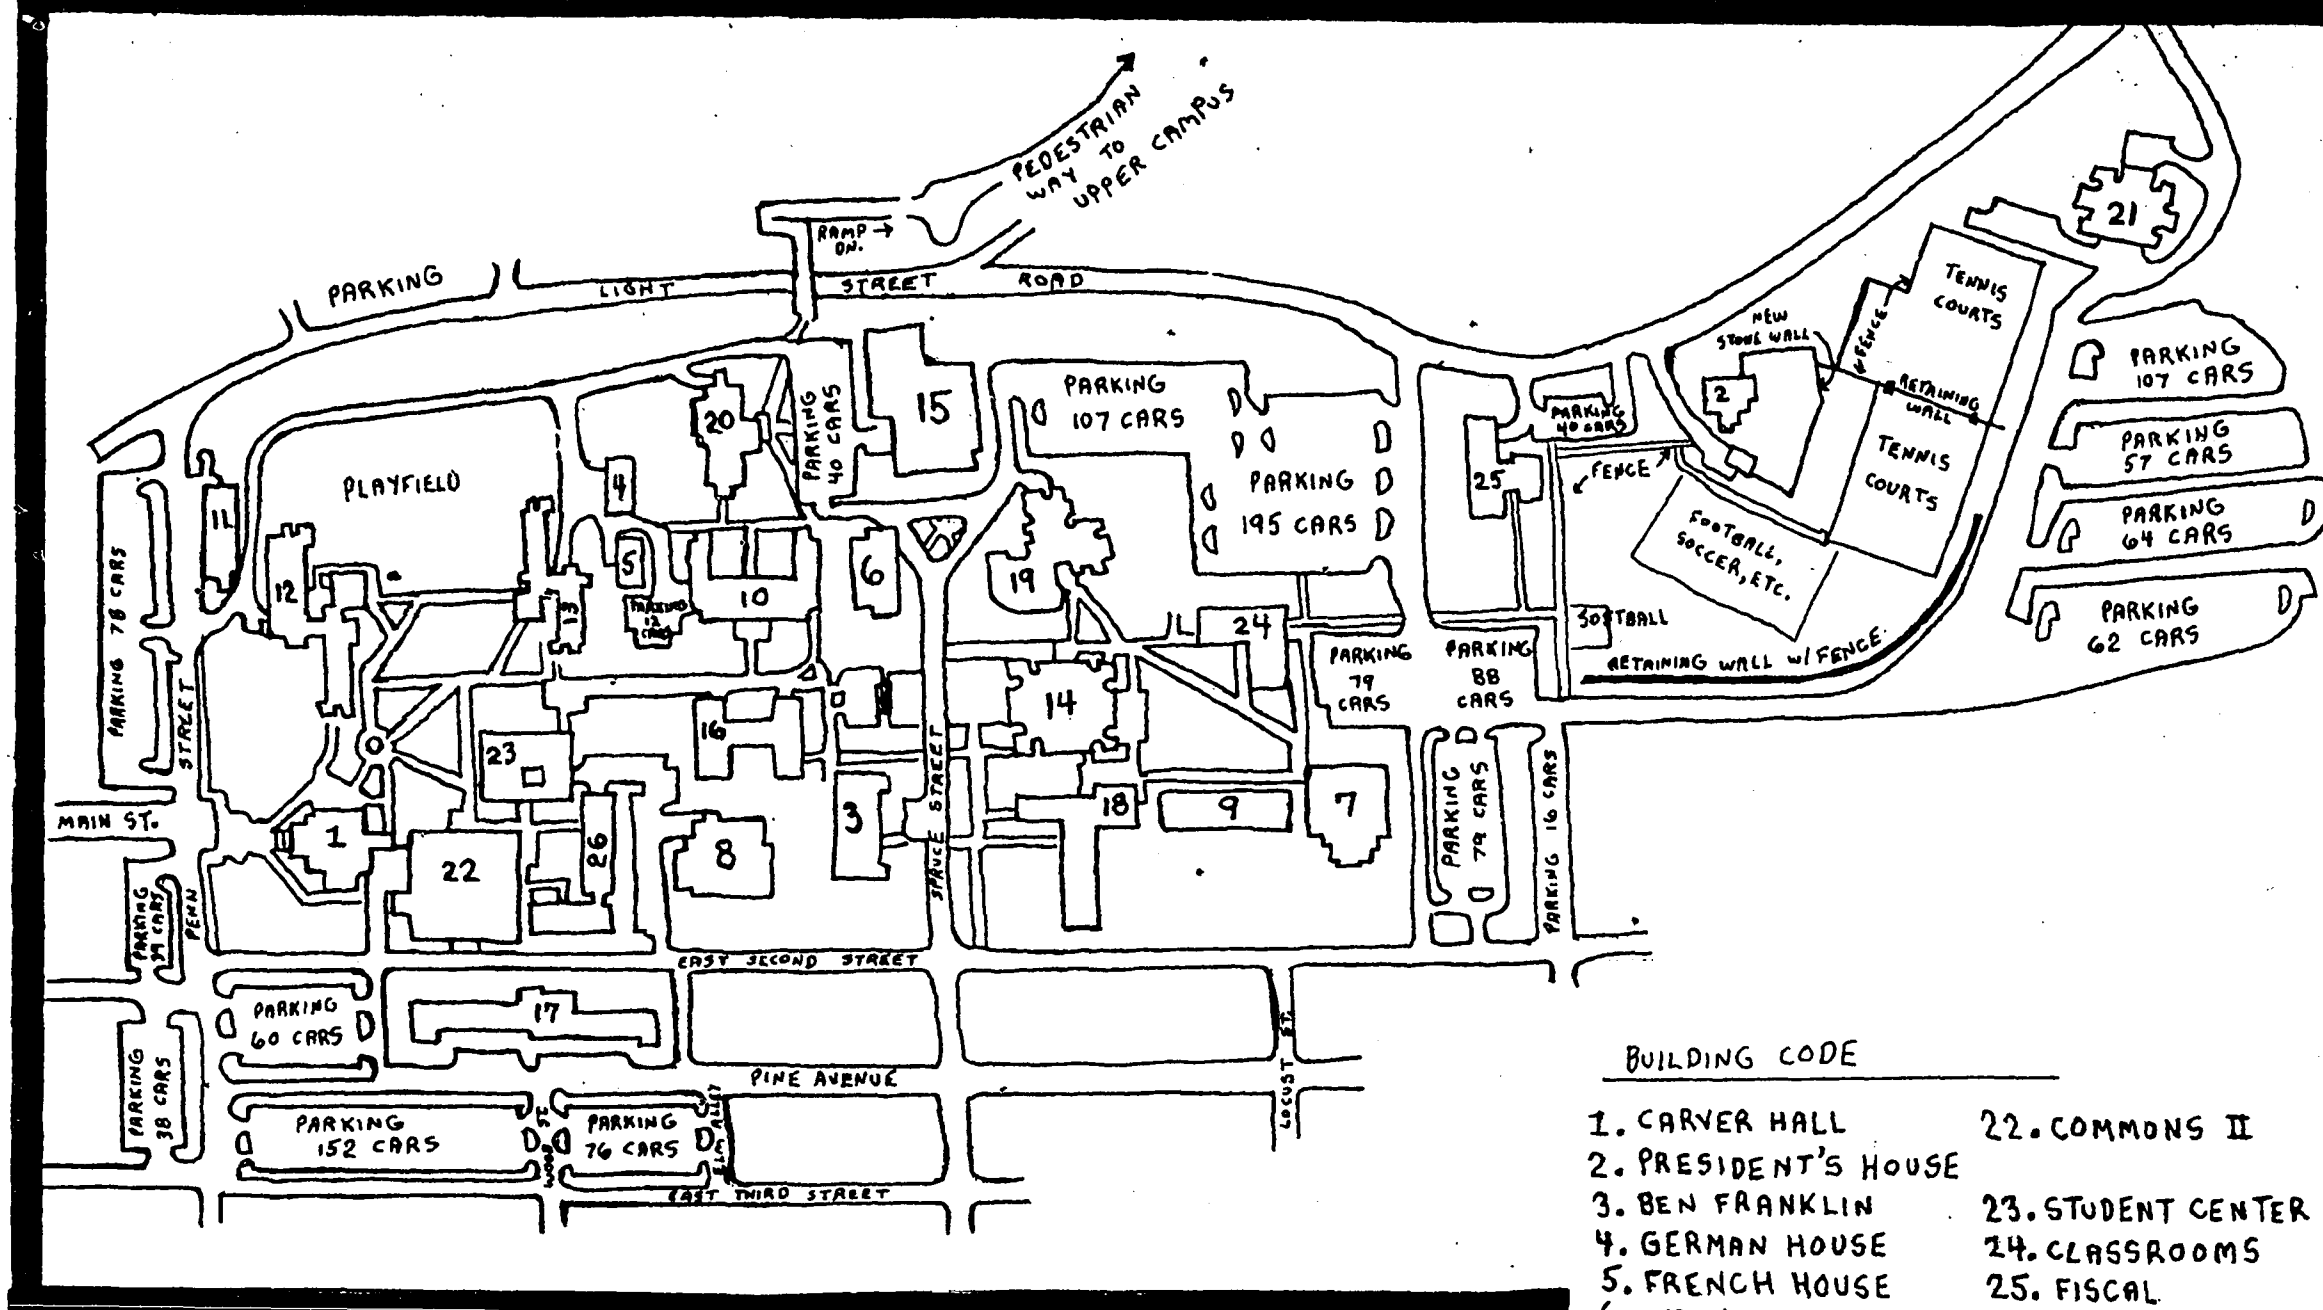 PEDESTRIAN
WAY TO
UPPER CAMPUS
RAMP →
DN.
PARKING
LIGHT STREET ROAD
21
TENNIS
COURTS
NEW
STONE WALL
FENCE
2
RETAINING
WALL
TENNIS
COURTS
PARKING
107 CARS
PARKING
57 CARS
PARKING
64 CARS
PARKING
62 CARS
20
PARKING
40 CARS
15
PARKING
107 CARS
PARKING
195 CARS
25
PARKING
40 CARS
FENCE
FOOTBALL,
SOCCER, ETC.
SOFTBALL
RETAINING WALL W/ FENCE
PLAYFIELD
4
11
12
13
5
PARKING
12
CARS
10
6
19
24
PARKING
79
CARS
PARKING
88
CARS
PARKING 78 CARS
STREET
PENN
MAIN ST.
23
16
14
1
22
26
8
3
SPRUCE STREET
18
9
7
PARKING
79 CARS
PARKING 16 CARS
PARKING
39 CARS
EAST SECOND STREET
PARKING
60 CARS
17
PARKING
38 CARS
PINE AVENUE
LOCUST ST.
PARKING
152 CARS
WOOD ST
PARKING
76 CARS
ELM ALLEY
EAST THIRD STREET
BUILDING CODE
1. CARVER HALL
2. PRESIDENT'S HOUSE
3. BEN FRANKLIN
4. GERMAN HOUSE
5. FRENCH HOUSE
22. COMMONS II
23. STUDENT CENTER
24. CLASSROOMS
25. FISCAL